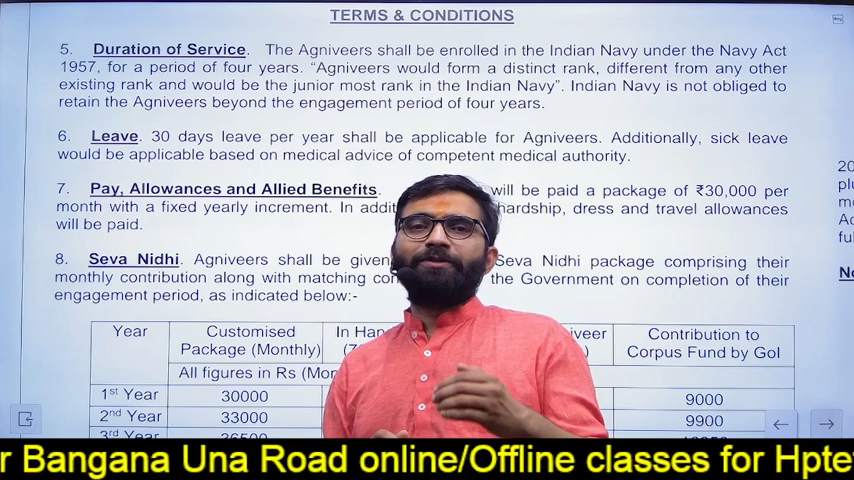 TERMS & CONDITIONS
5. Duration of Service. The Agniveers shall be enrolled in the Indian Navy under the Navy Act
1957, for a period of four years. “Agniveers would form a distinct rank, different from any other
existing rank and would be the junior most rank in the Indian Navy”. Indian Navy is not obliged to
retain the Agniveers beyond the engagement period of four years.
6. Leave. 30 days leave per year shall be applicable for Agniveers. Additionally, sick leave
would be applicable based on medical advice of competent medical authority.
7. Pay, Allowances and Allied Benefits. will be paid a package of ₹30,000 per
month with a fixed yearly increment. In hardship, dress and travel allowances
will be paid.
8. Seva Nidhi. Agniveers shall be given Seva Nidhi package comprising their
monthly contribution along with matching the Government on completion of their
engagement period, as indicated below:-
Year Customised In Contribution to
Package (Monthly) Corpus Fund by GoI
All figures in Rs
1st Year 30000 9000
2nd Year 33000 9900
3rd Year 36500
Bangana Una Road online/Offline classes for